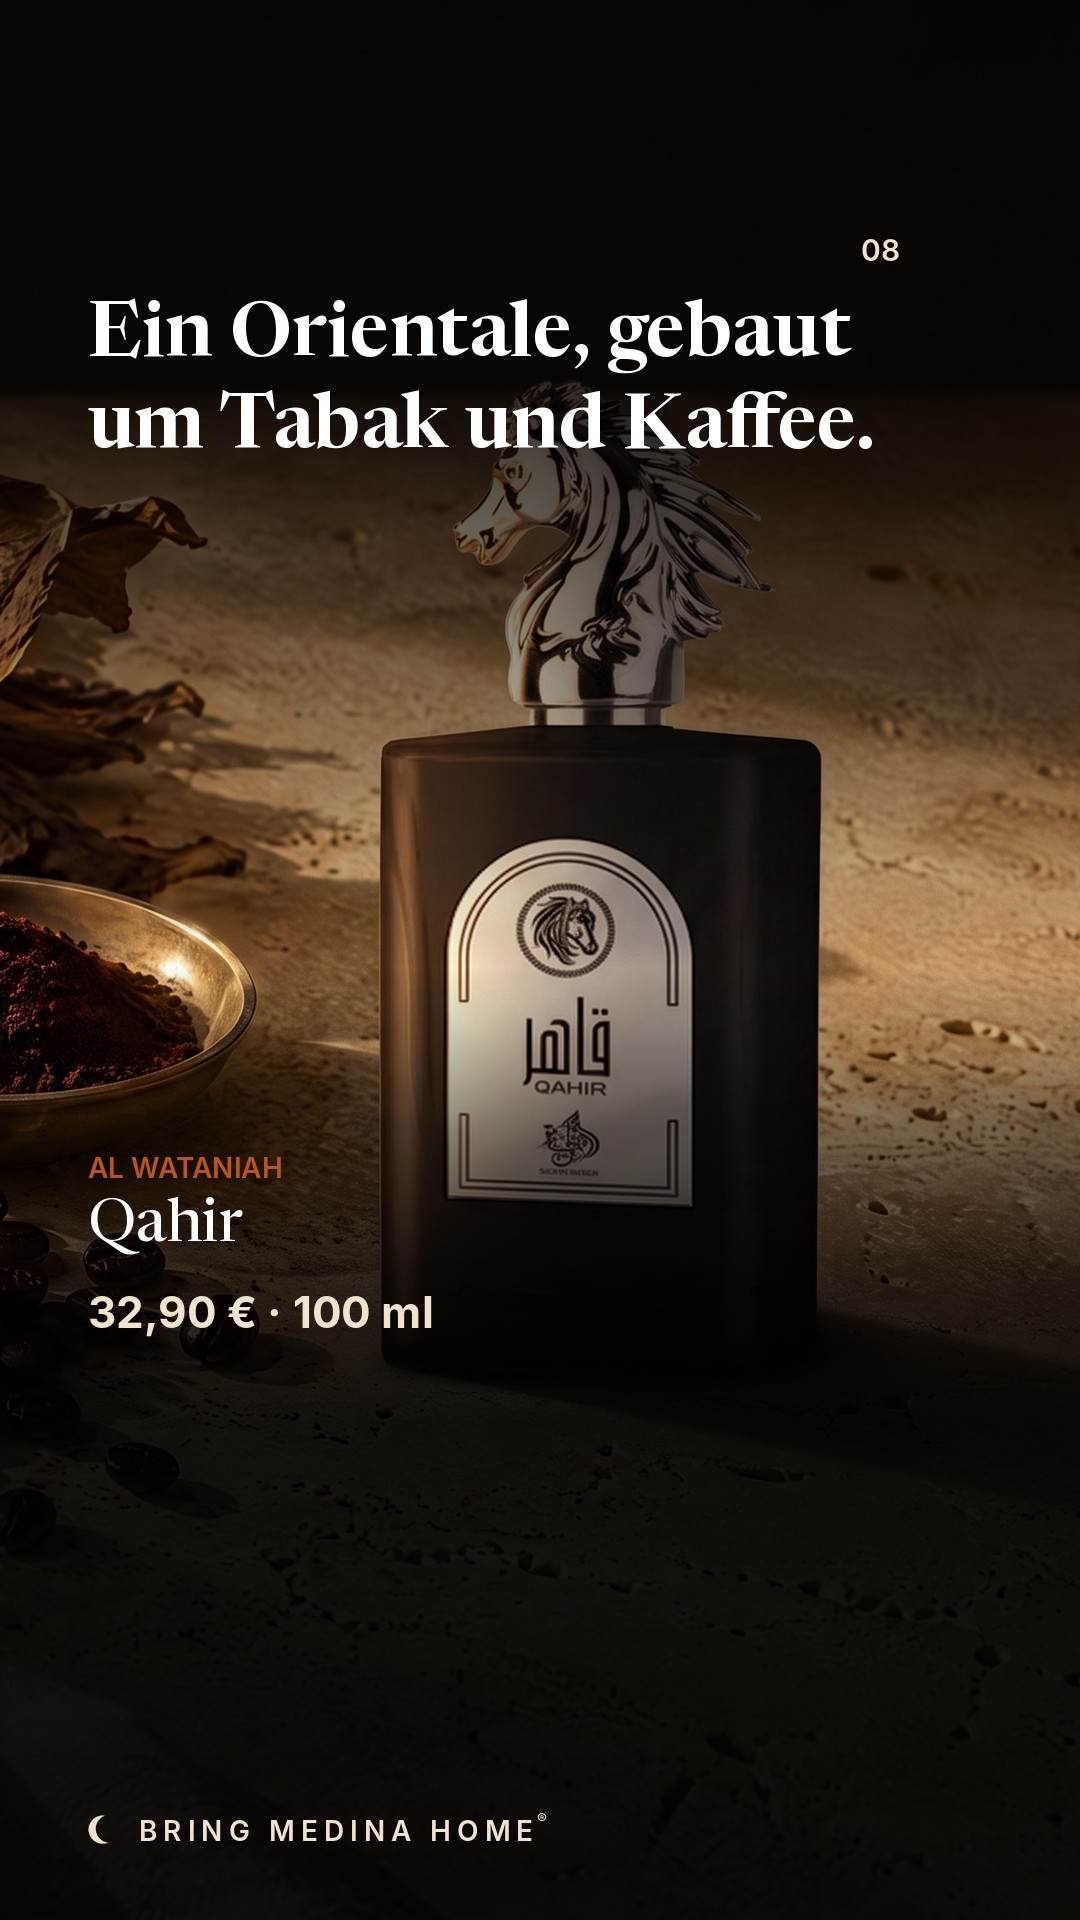 08
Ein Orientale, gebaut
um Tabak und Kaffee.
قاهر
QAHIR
AL WATANIAH
Qahir
32,90 € · 100 ml
BRING MEDINA HOME®